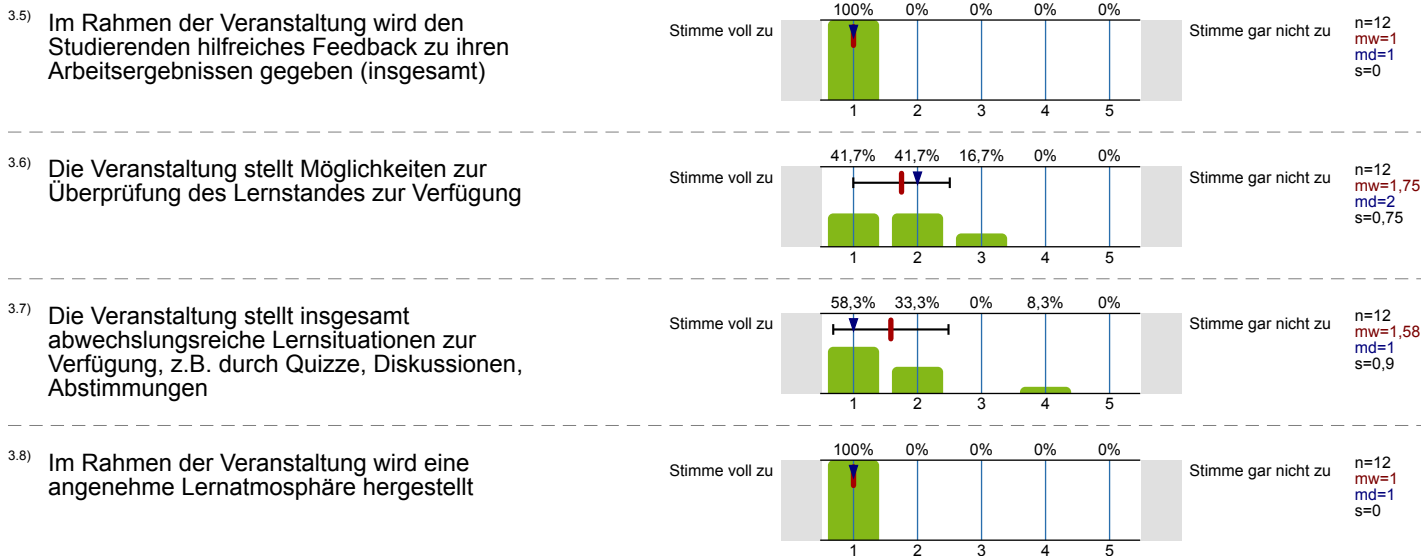 3.5) Im Rahmen der Veranstaltung wird den
Studierenden hilfreiches Feedback zu ihren
Arbeitsergebnissen gegeben (insgesamt)
Stimme voll zu
100% 0% 0% 0% 0%
1 2 3 4 5
Stimme gar nicht zu
n=12
mw=1
md=1
s=0
3.6) Die Veranstaltung stellt Möglichkeiten zur
Überprüfung des Lernstandes zur Verfügung
Stimme voll zu
41,7% 41,7% 16,7% 0% 0%
1 2 3 4 5
Stimme gar nicht zu
n=12
mw=1,75
md=2
s=0,75
3.7) Die Veranstaltung stellt insgesamt
abwechslungsreiche Lernsituationen zur
Verfügung, z.B. durch Quizze, Diskussionen,
Abstimmungen
Stimme voll zu
58,3% 33,3% 0% 8,3% 0%
1 2 3 4 5
Stimme gar nicht zu
n=12
mw=1,58
md=1
s=0,9
3.8) Im Rahmen der Veranstaltung wird eine
angenehme Lernatmosphäre hergestellt
Stimme voll zu
100% 0% 0% 0% 0%
1 2 3 4 5
Stimme gar nicht zu
n=12
mw=1
md=1
s=0